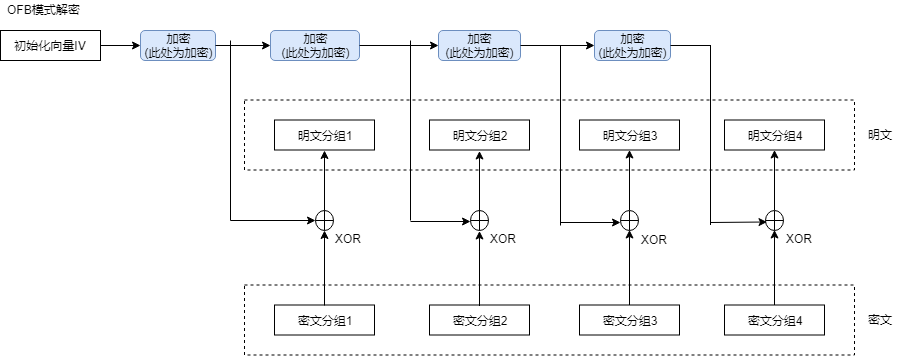 OFB模式解密
初始化向量IV
加密
(此处为加密)
加密
(此处为加密)
加密
(此处为加密)
加密
(此处为加密)
明文分组1
明文分组2
明文分组3
明文分组4
明文
XOR
XOR
XOR
XOR
密文分组1
密文分组2
密文分组3
密文分组4
密文